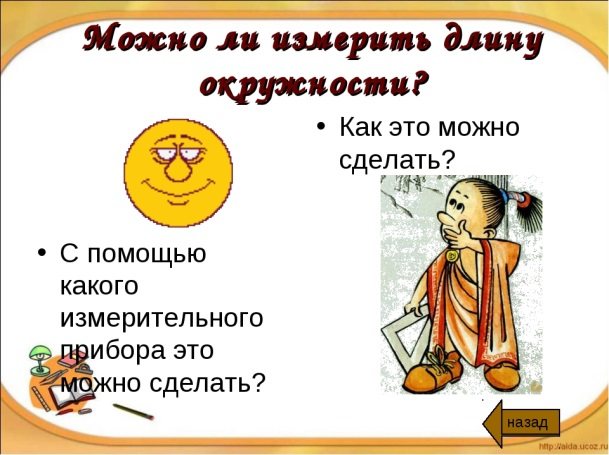 Можно ли измерить длину
окружности?
• Как это можно
сделать?
• С помощью
какого
измерительного
прибора это
можно сделать?
назад
http://aida.ucoz.ru